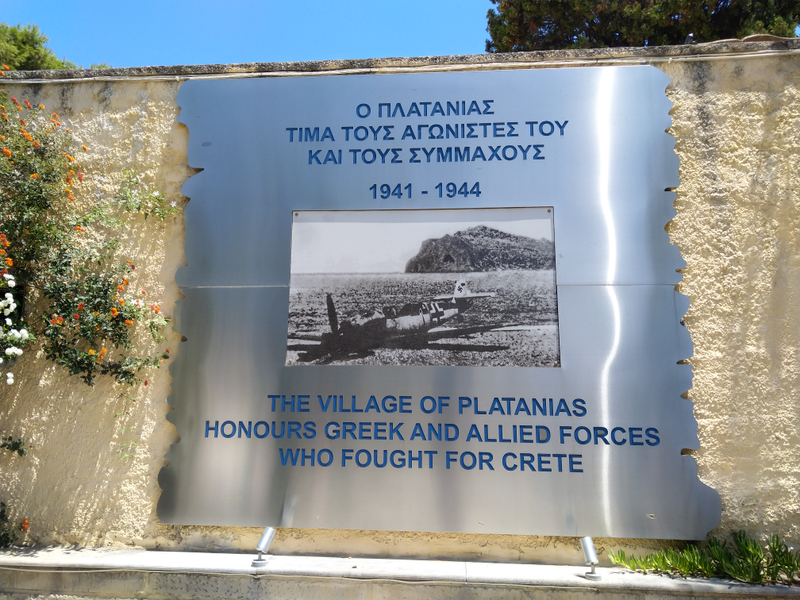 Ο ΠΛΑΤΑΝΙΑΣ
ΤΙΜΑ ΤΟΥΣ ΑΓΩΝΙΣΤΕΣ ΤΟΥ
ΚΑΙ ΤΟΥΣ ΣΥΜΜΑΧΟΥΣ
1941 - 1944
THE VILLAGE OF PLATANIAS
HONOURS GREEK AND ALLIED FORCES
WHO FOUGHT FOR CRETE